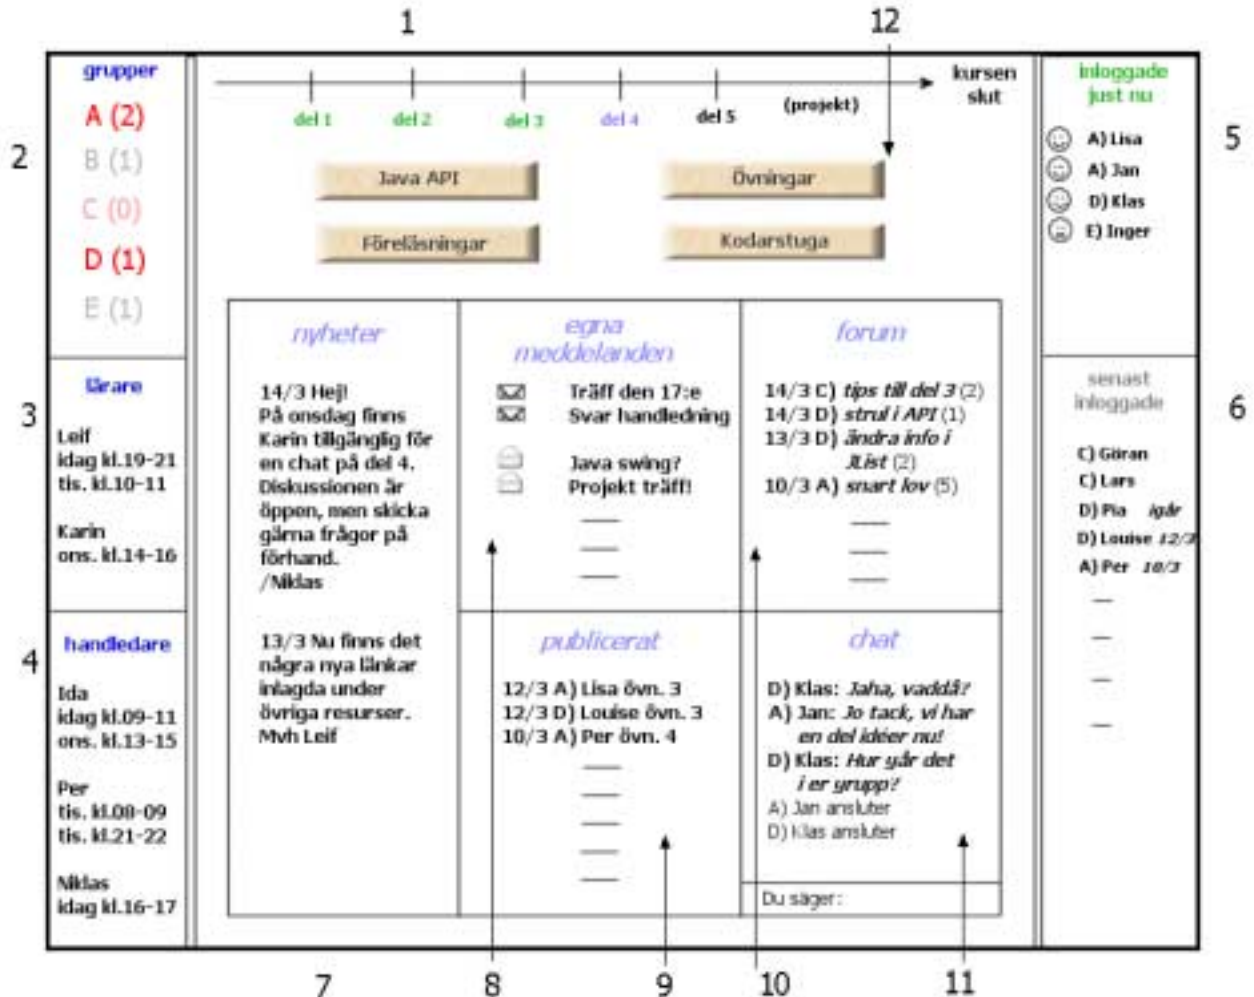 1
12
grupper
A (2)
B (1)
C (0)
D (1)
E (1)
2
del 1
del 2
del 3
del 4
del 5
(projekt)
kursen
slut
Java API
Övningar
Föreläsningar
Kodarstuga
inloggade
just nu
A) Lisa
A) Jan
D) Klas
E) Inger
5
lärare
3
Leif
idag kl.19-21
tis. kl.10-11
Karin
ons. kl.14-16
handledare
4
Ida
idag kl.09-11
ons. kl.13-15
Per
tis. kl.08-09
tis. kl.21-22
Niklas
idag kl.16-17
nyheter
14/3 Hej!
På onsdag finns
Karin tillgänglig för
en chat på del 4.
Diskussionen är
öppen, men skicka
gärna frågor på
förhand.
/Niklas
13/3 Nu finns det
några nya länkar
inlagda under
övriga resurser.
Mvh Leif
egna
meddelanden
Träff den 17:e
Svar handledning
Java swing?
Projekt träff!
forum
14/3 C) tips till del 3 (2)
14/3 D) strul i API (1)
13/3 D) ändra info i
JList (2)
10/3 A) snart lov (5)
publicerat
12/3 A) Lisa övn. 3
12/3 D) Louise övn. 3
10/3 A) Per övn. 4
chat
D) Klas: Jaha, vaddå?
A) Jan: Jo tack, vi har
en del idéer nu!
D) Klas: Hur går det
i er grupp?
A) Jan ansluter
D) Klas ansluter
Du säger:
senast
inloggade
6
C) Göran
C) Lars
D) Pia igår
D) Louise 12/3
A) Per 10/3
7
8
9
10
11